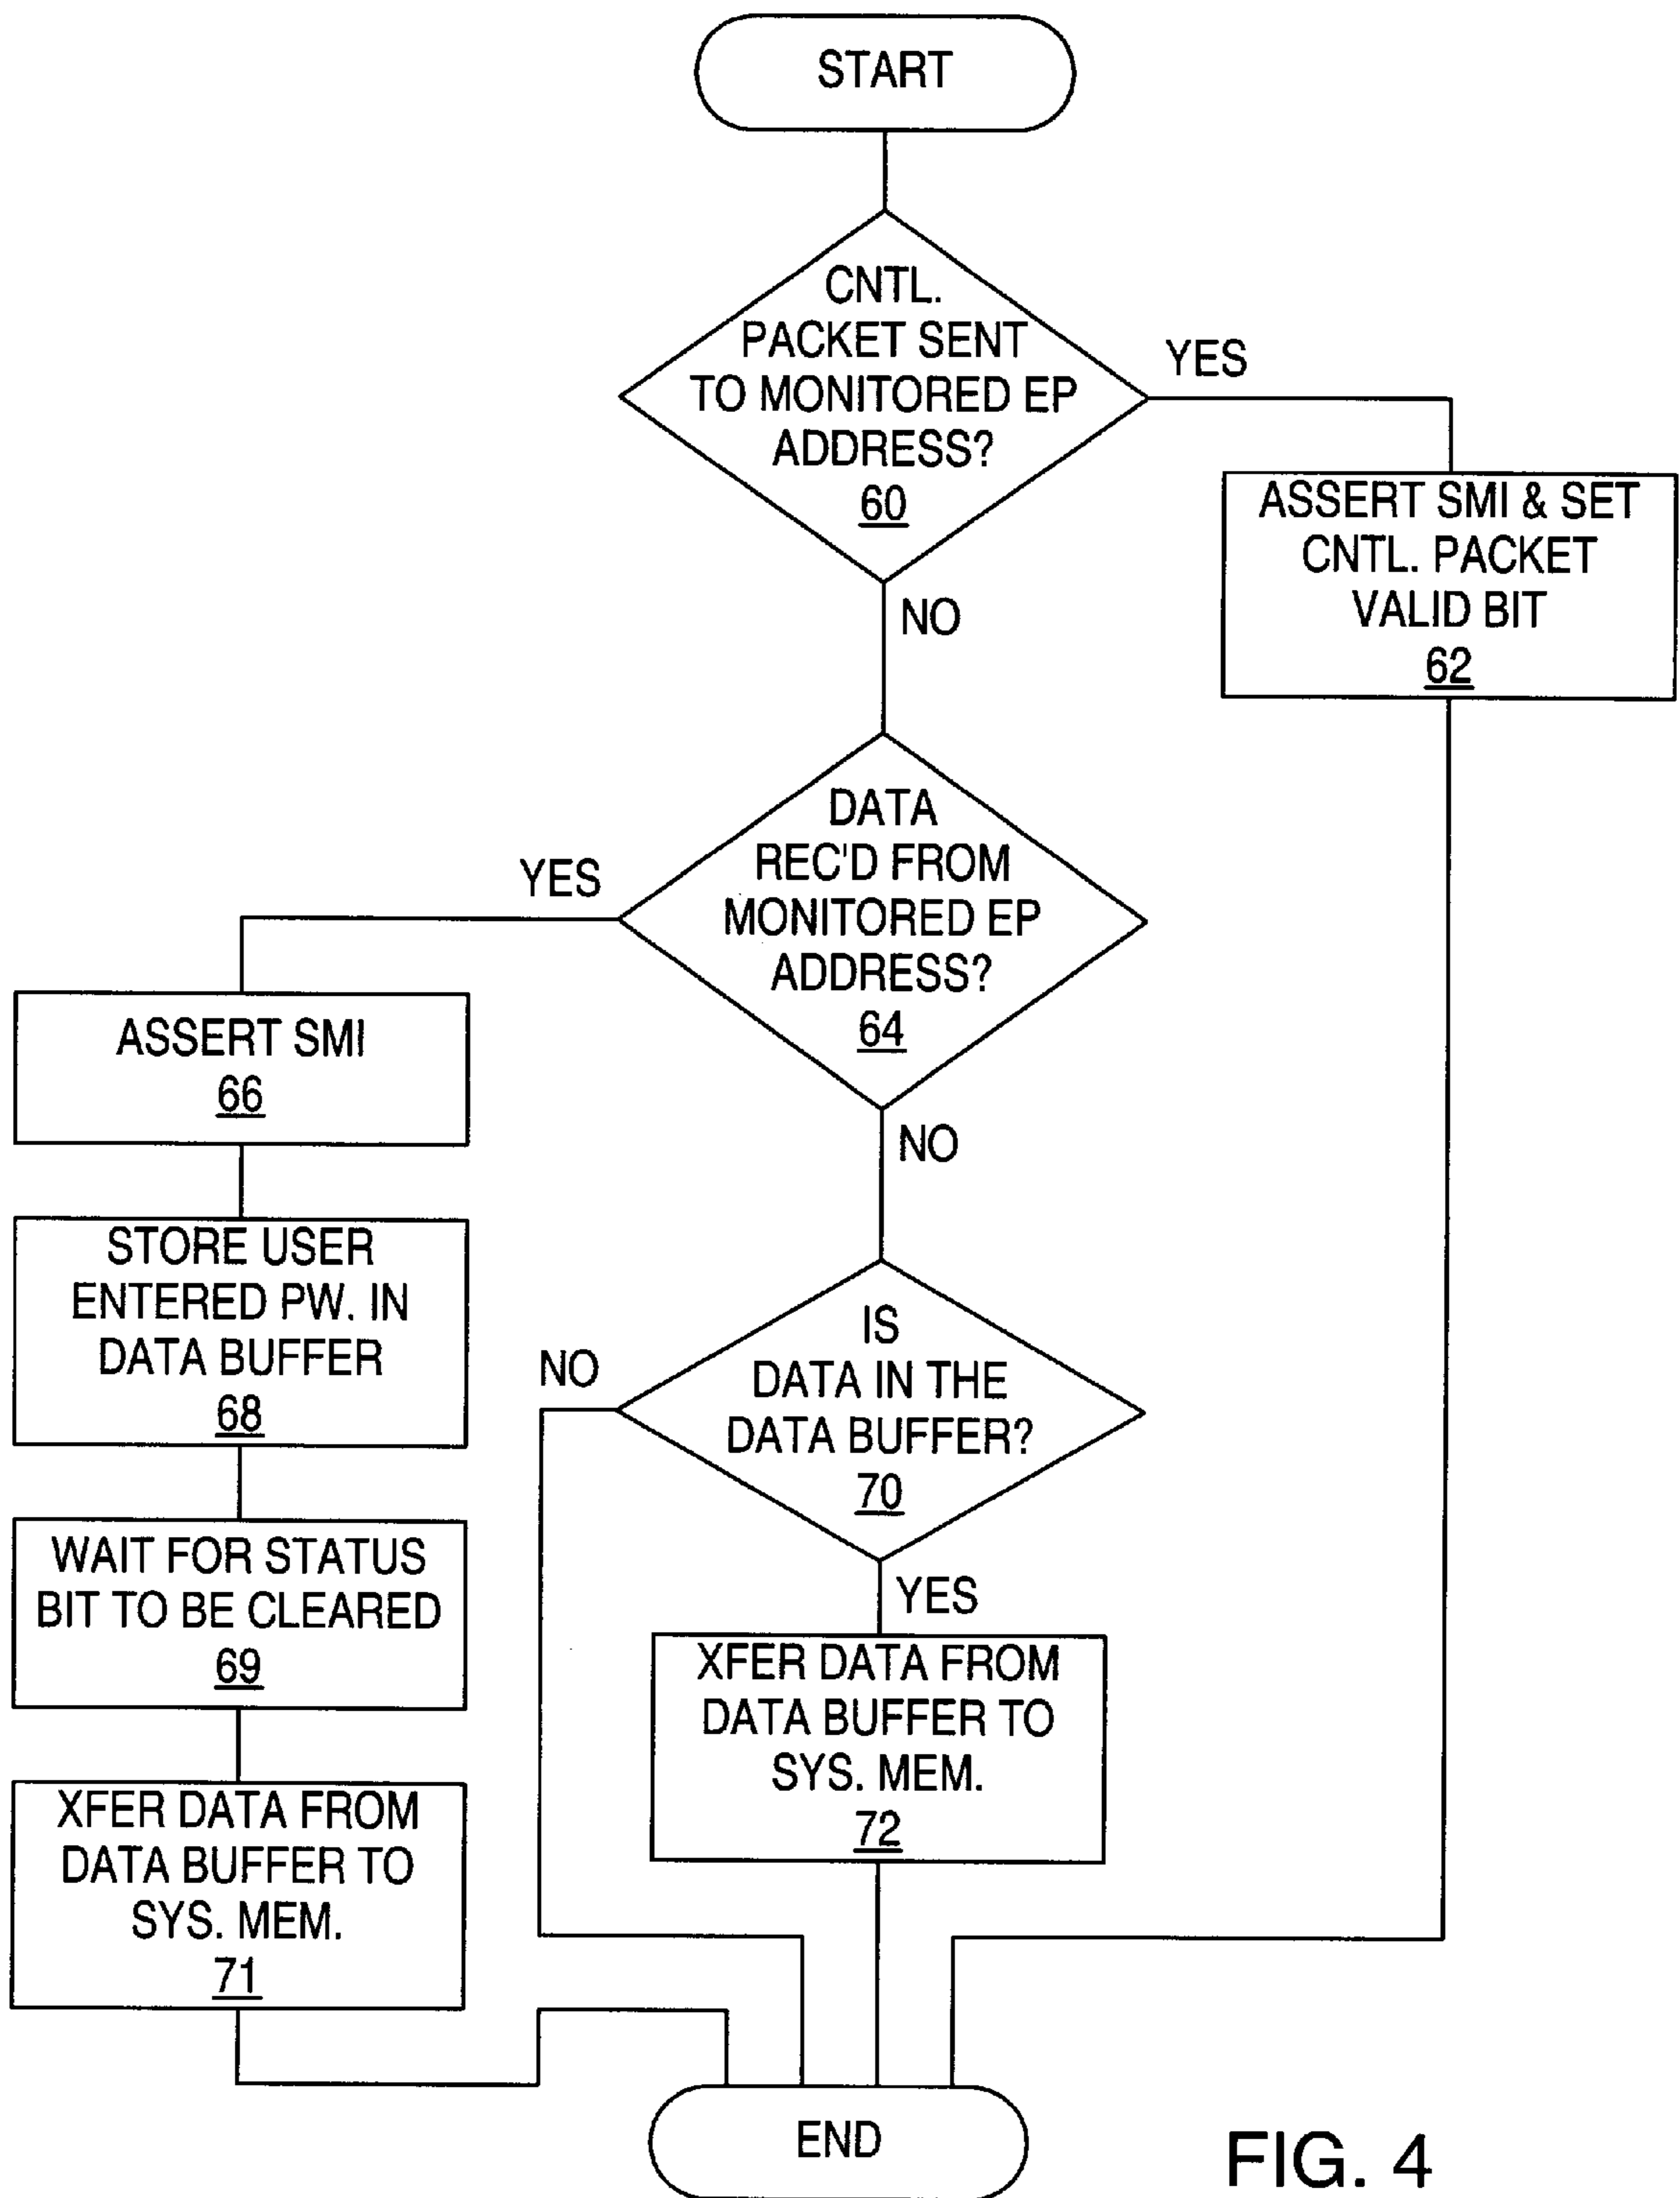 START
CNTL.
PACKET SENT
TO MONITORED EP
ADDRESS?
60
YES
ASSERT SMI & SET
CNTL. PACKET
VALID BIT
62
NO
DATA
REC'D FROM
MONITORED EP
ADDRESS?
64
YES
ASSERT SMI
66
NO
STORE USER
ENTERED PW. IN
DATA BUFFER
68
IS
DATA IN THE
DATA BUFFER?
70
NO
YES
WAIT FOR STATUS
BIT TO BE CLEARED
69
XFER DATA FROM
DATA BUFFER TO
SYS. MEM.
72
XFER DATA FROM
DATA BUFFER TO
SYS. MEM.
71
END
FIG. 4